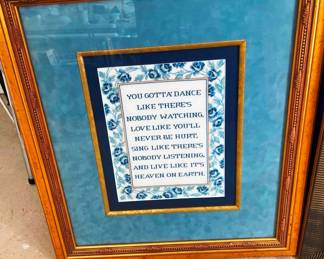 YOU GOTTA DANCE
LIKE THERE'S
NOBODY WATCHING,
LOVE LIKE YOU'LL
NEVER BE HURT,
SING LIKE THERE'S
NOBODY LISTENING,
AND LIVE LIKE IT'S
HEAVEN ON EARTH.